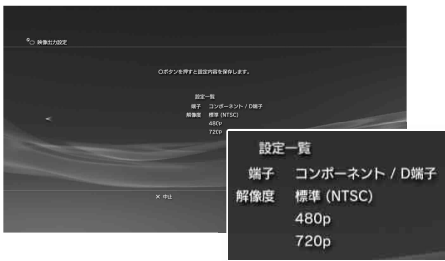 映像出力設定
○ボタンを押すと設定内容を保存します。
設定一覧
端子 コンポーネント / D端子
解像度 標準 (NTSC)
480p
720p
× 中止
設定一覧
端子 コンポーネント / D端子
解像度 標準 (NTSC)
480p
720p